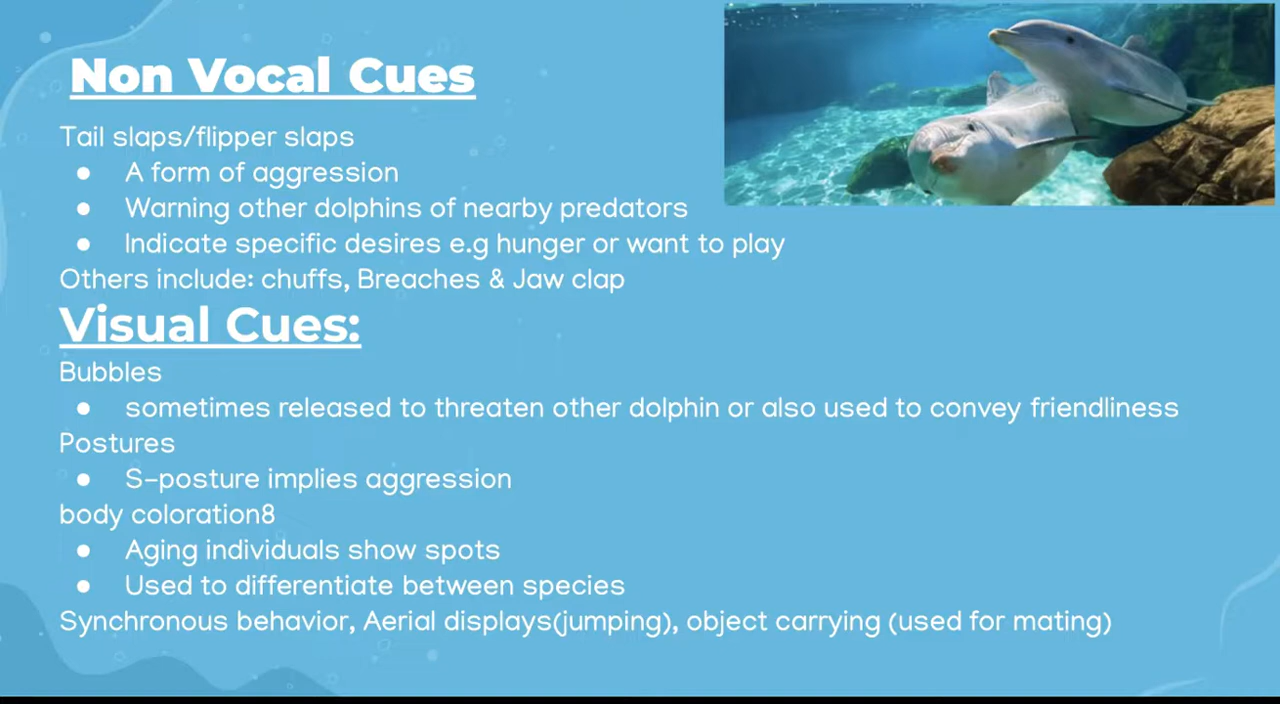 Non Vocal Cues
Tail slaps/flipper slaps
● A form of aggression
● Warning other dolphins of nearby predators
● Indicate specific desires e.g hunger or want to play
Others include: chuffs, Breaches & Jaw clap
Visual Cues:
Bubbles
● sometimes released to threaten other dolphin or also used to convey friendliness
Postures
● S-posture implies aggression
body coloration8
● Aging individuals show spots
● Used to differentiate between species
Synchronous behavior, Aerial displays(jumping), object carrying (used for mating)